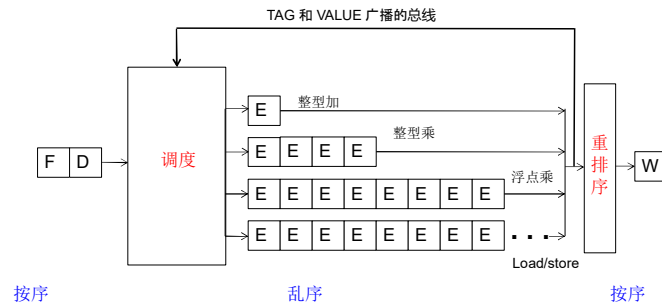 TAG 和 VALUE 广播的总线
E 整型加
E E E E 整型乘
F D 调度 重排序 W
E E E E E E E E 浮点乘
E E E E E E E E ...
Load/store
按序 乱序 按序